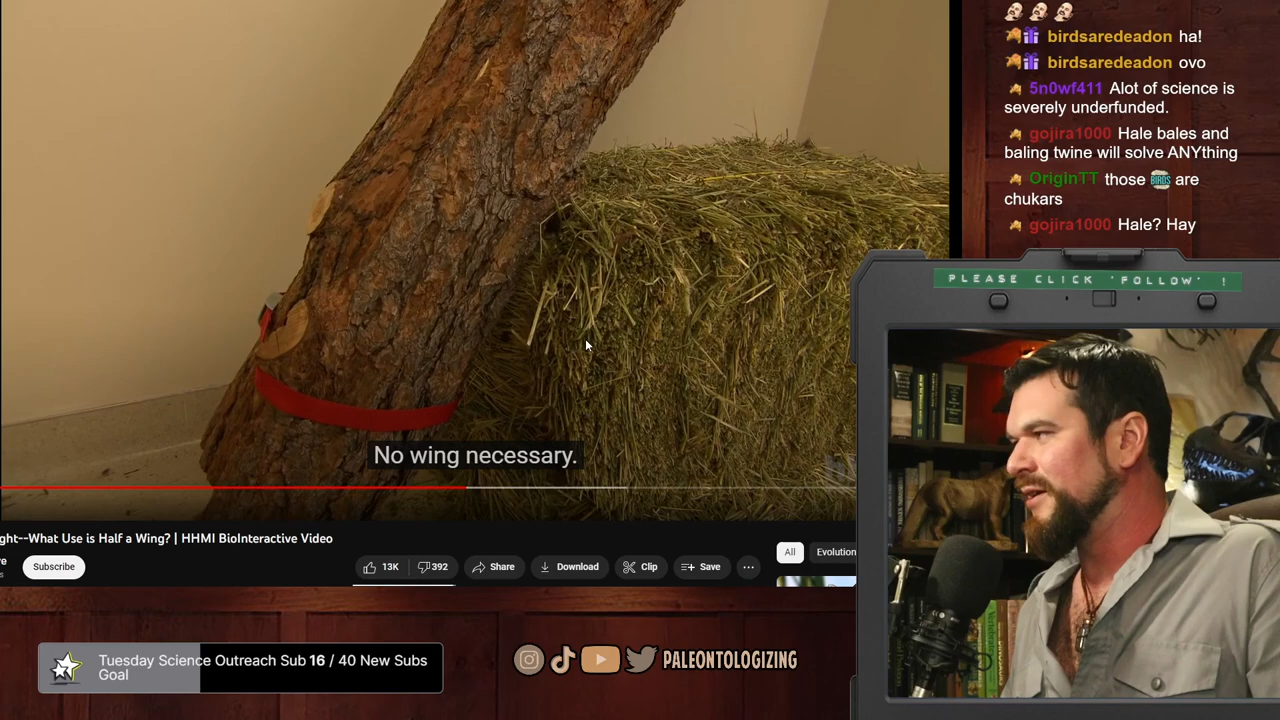 birdsaredeadon ha!
birdsaredeadon ovo
5n0wf411 Alot of science is
severely underfunded.
gojira1000 Hale bales and
baling twine will solve ANYthing
OriginTT those BIRDS are
chukars
gojira1000 Hale? Hay
PLEASE CLICK 'FOLLOW' !
No wing necessary.
ght--What Use is Half a Wing? | HHMI BioInteractive Video
Subscribe
13K
392
Share
Download
Clip
Save
All
Evolution
Tuesday Science Outreach Sub 16 / 40 New Subs
Goal
PALEONTOLOGIZING